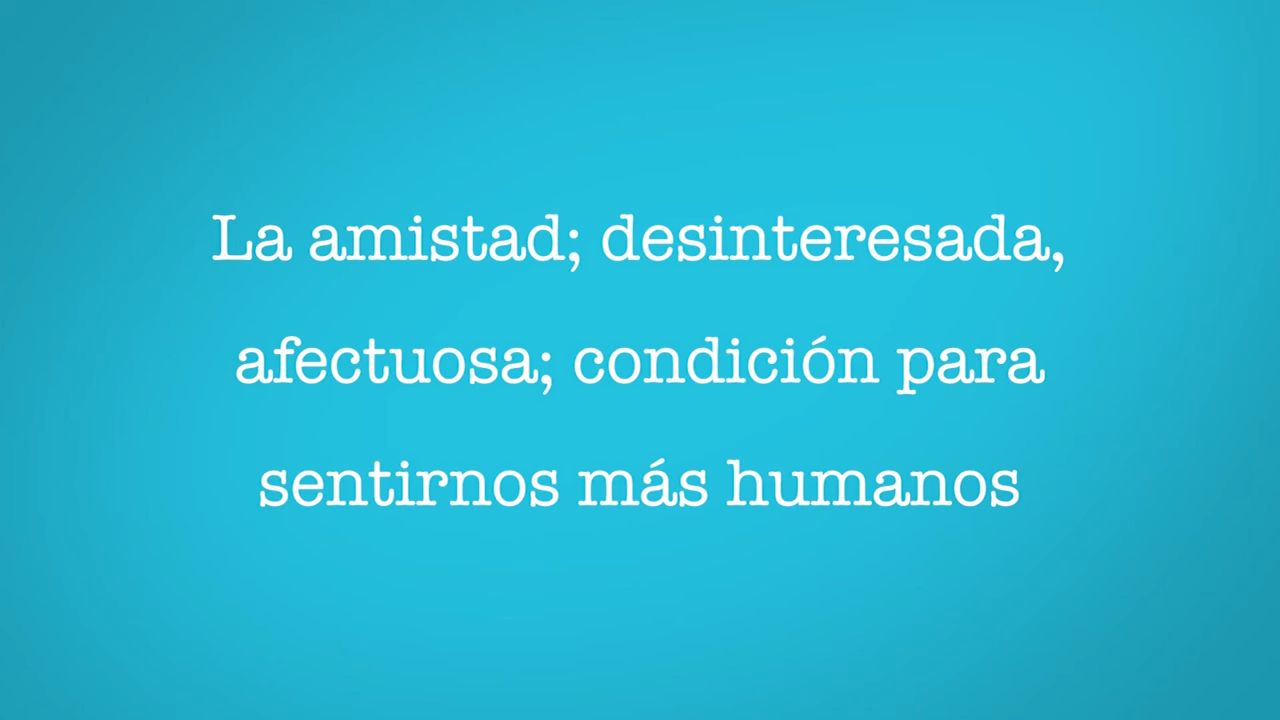 La amistad; desinteresada,
afectuosa; condición para
sentirnos más humanos